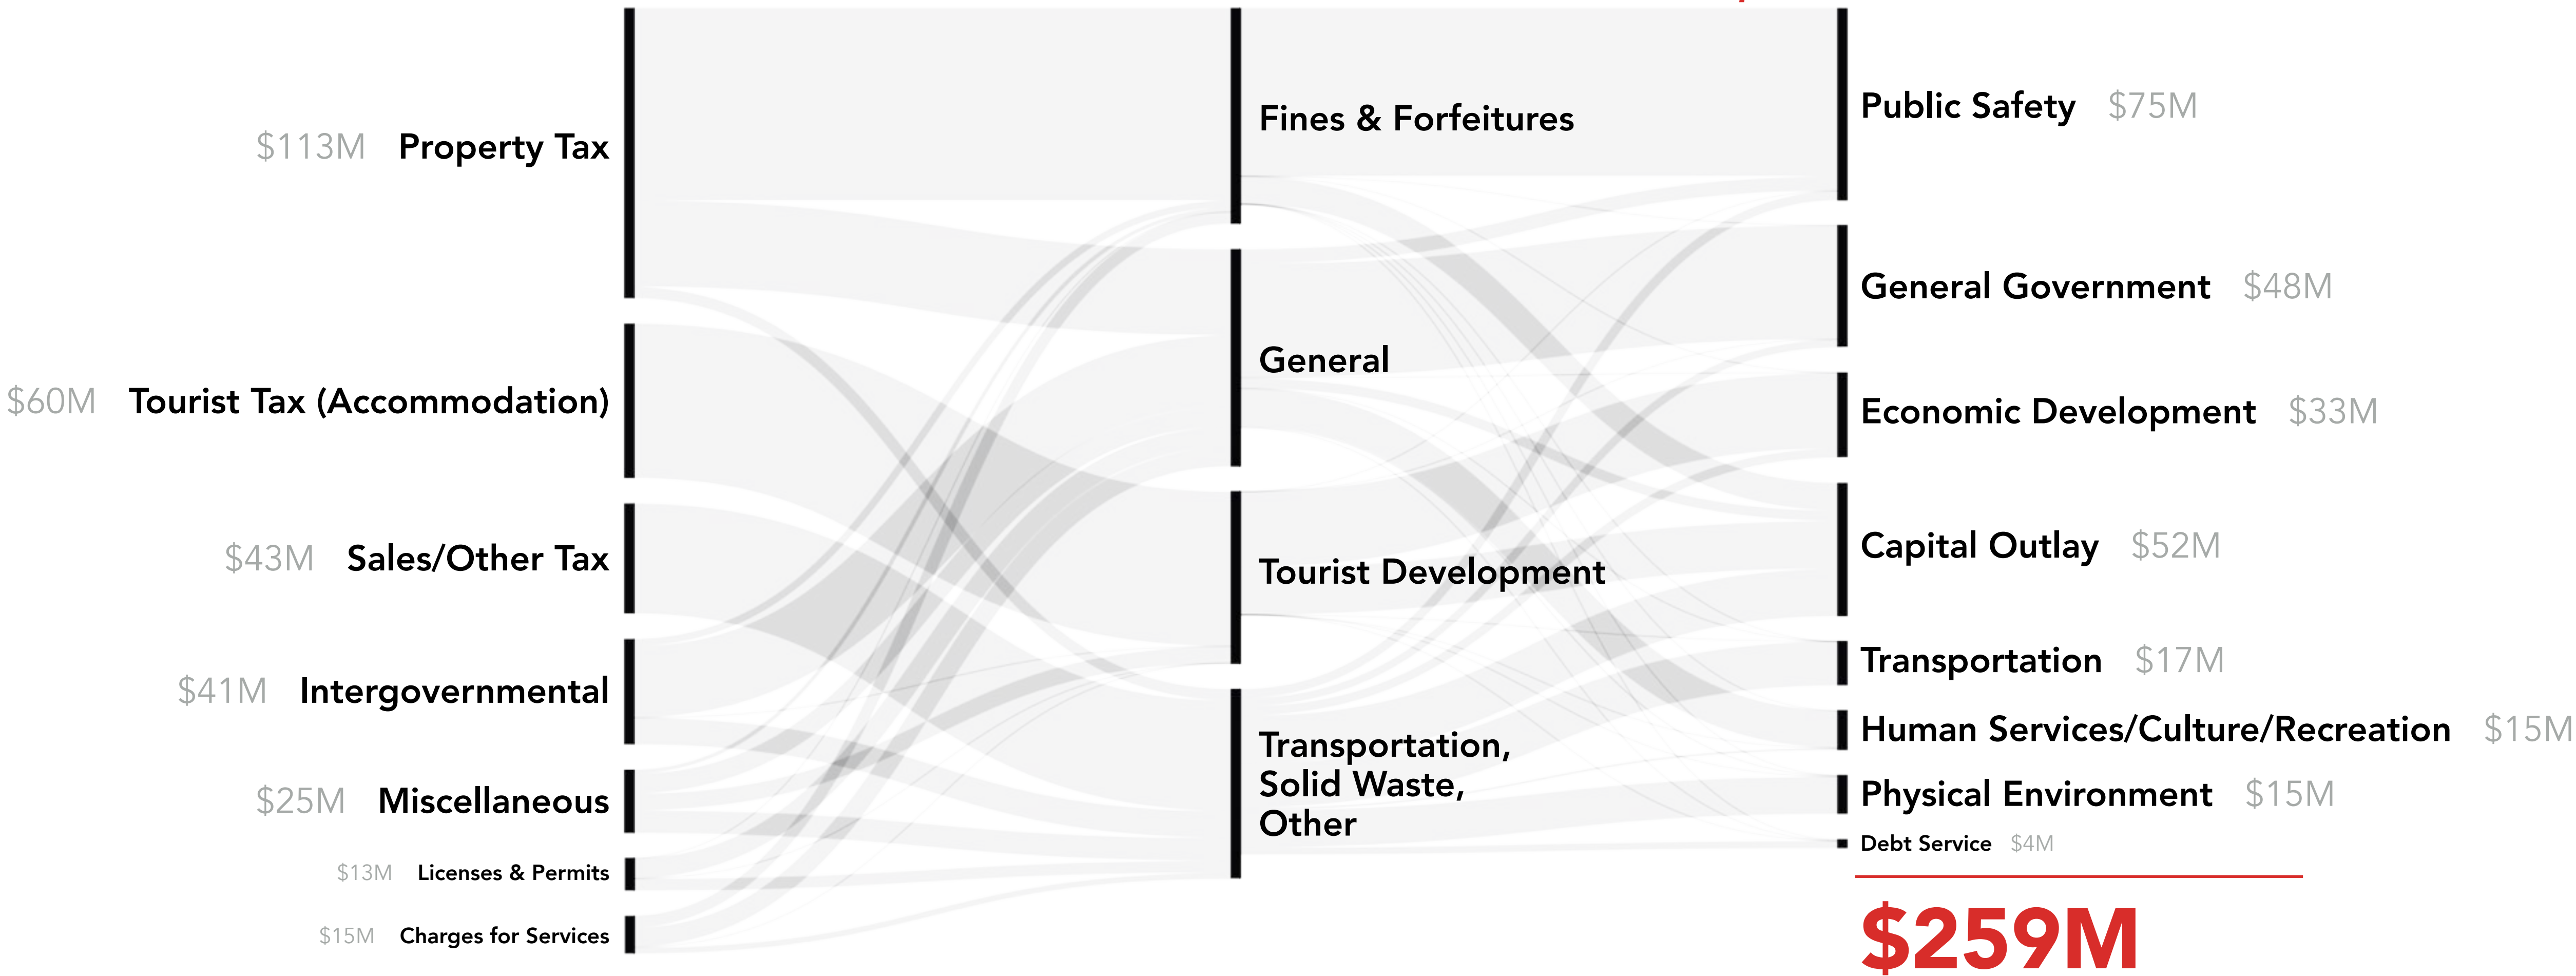 $113M Property Tax
$60M Tourist Tax (Accommodation)
$43M Sales/Other Tax
$41M Intergovernmental
$25M Miscellaneous
$13M Licenses & Permits
$15M Charges for Services
Fines & Forfeitures
General
Tourist Development
Transportation,
Solid Waste,
Other
Public Safety $75M
General Government $48M
Economic Development $33M
Capital Outlay $52M
Transportation $17M
Human Services/Culture/Recreation $15M
Physical Environment $15M
Debt Service $4M
$259M